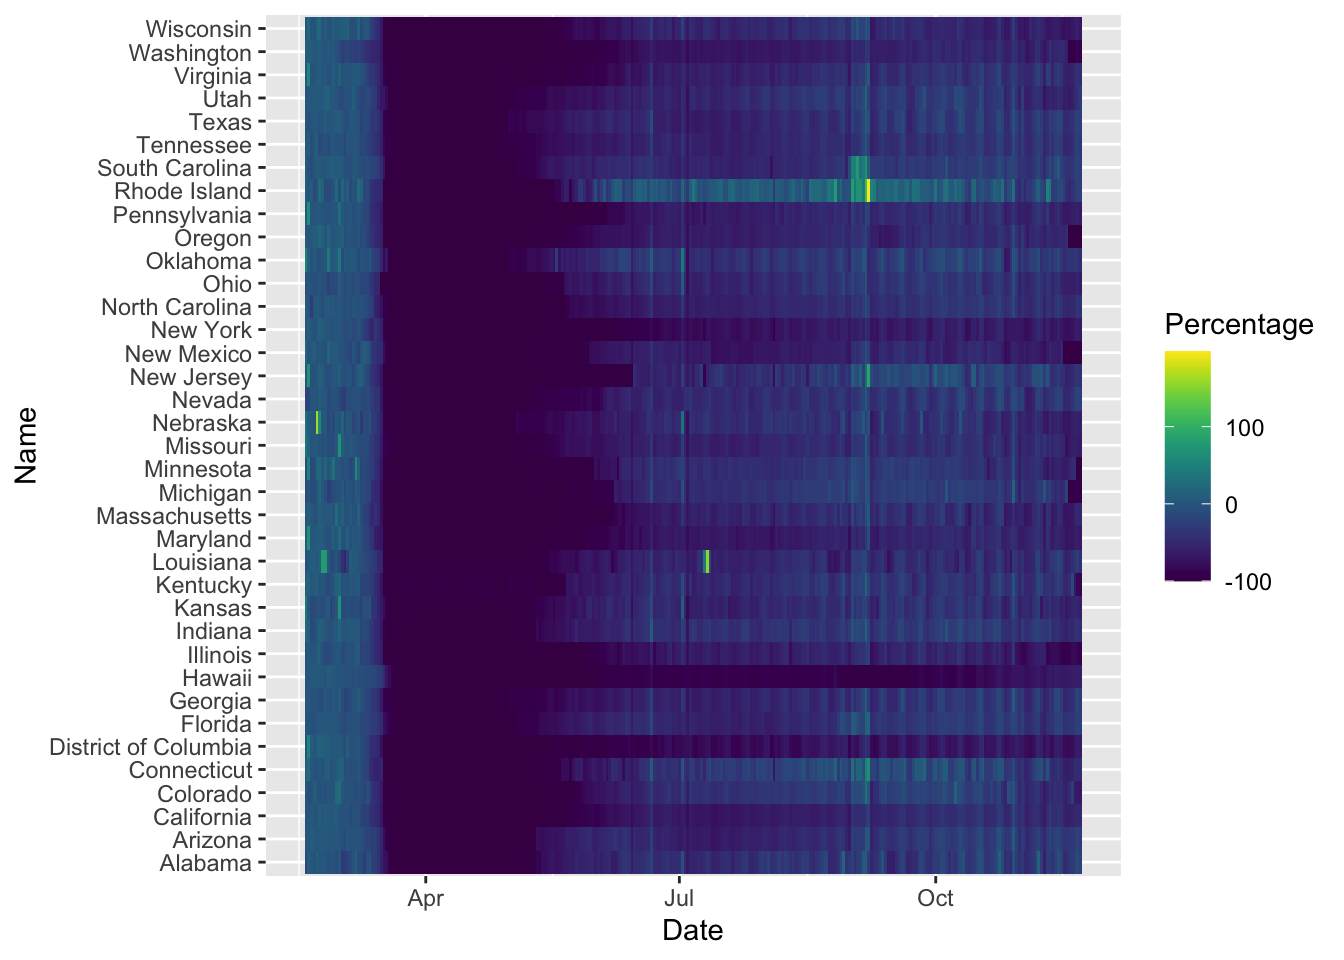 Wisconsin
Washington
Virginia
Utah
Texas
Tennessee
South Carolina
Rhode Island
Pennsylvania
Oregon
Oklahoma
Ohio
North Carolina
New York
New Mexico
New Jersey
Nevada
Nebraska
Missouri
Minnesota
Michigan
Massachusetts
Maryland
Louisiana
Kentucky
Kansas
Indiana
Illinois
Hawaii
Georgia
Florida
District of Columbia
Connecticut
Colorado
California
Arizona
Alabama
Name
Apr Jul Oct
Date
Percentage
100
0
-100